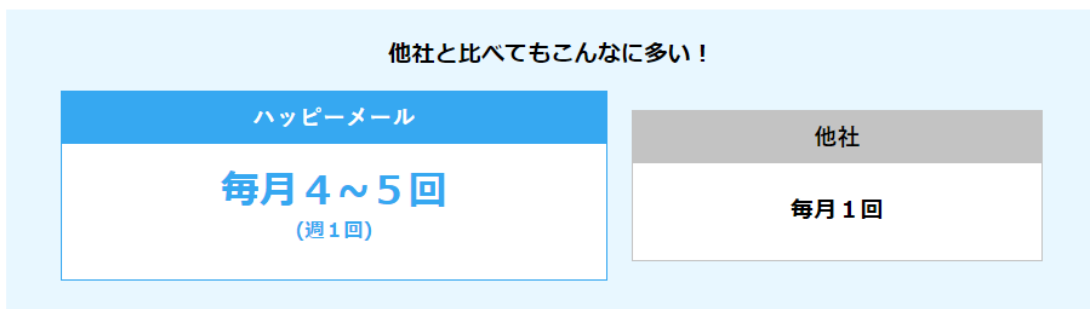 他社と比べてもこんなに多い！
ハッピーメール
毎月４～５回
(週１回)
他社
毎月１回